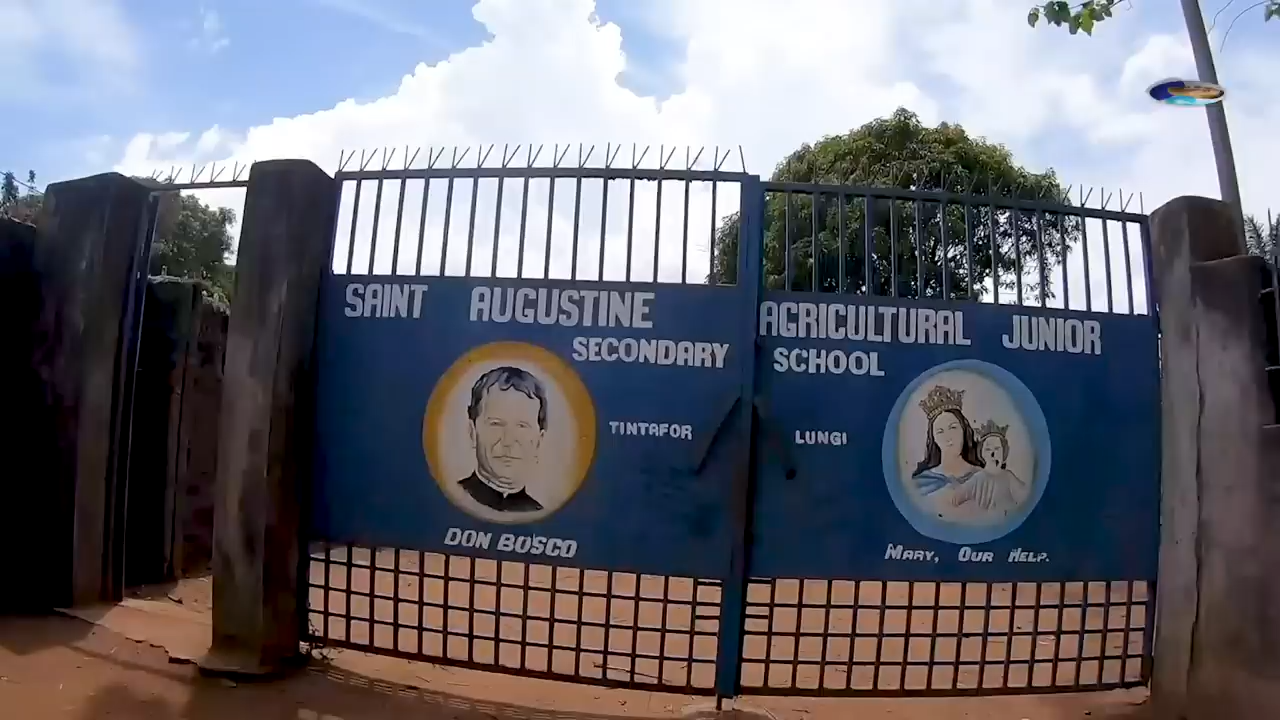 SAINT AUGUSTINE AGRICULTURAL JUNIOR
SECONDARY SCHOOL
TINTAFOR LUNGI
DON BOSCO
MARY, OUR HELP.